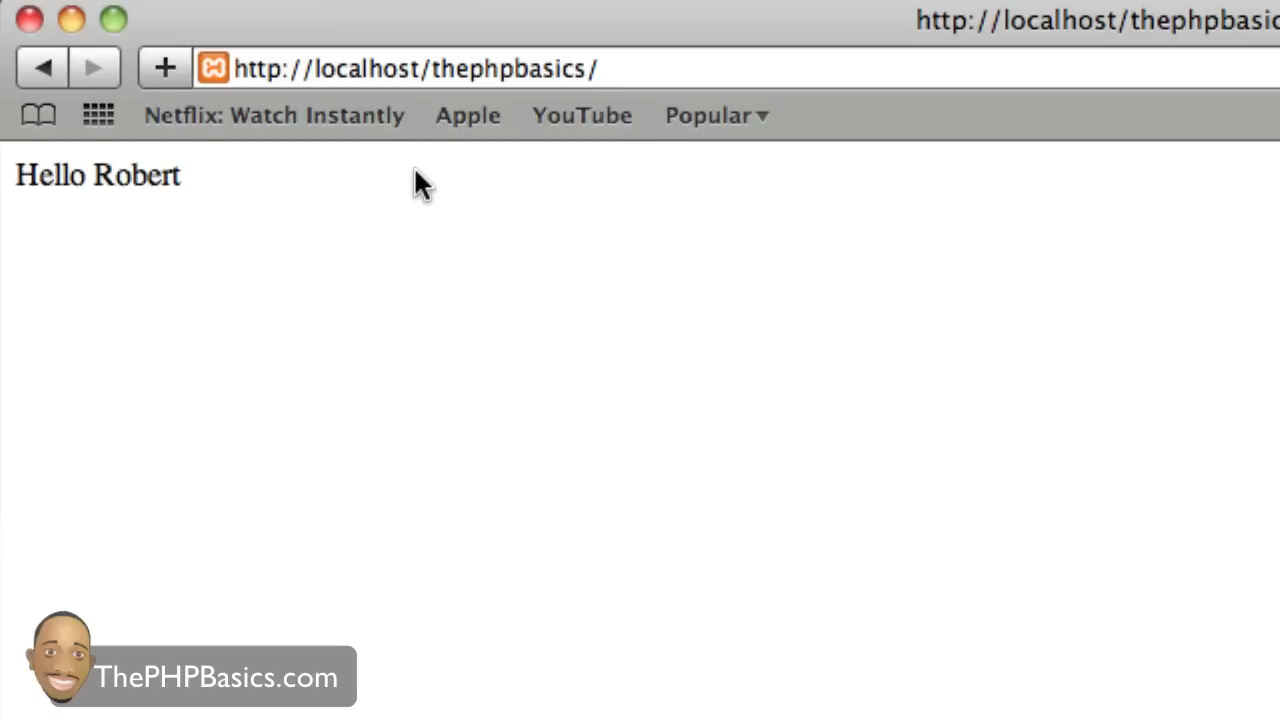 http://localhost/thephpbasic
http://localhost/thephpbasics/
Netflix: Watch Instantly Apple YouTube Popular
Hello Robert
ThePHPBasics.com